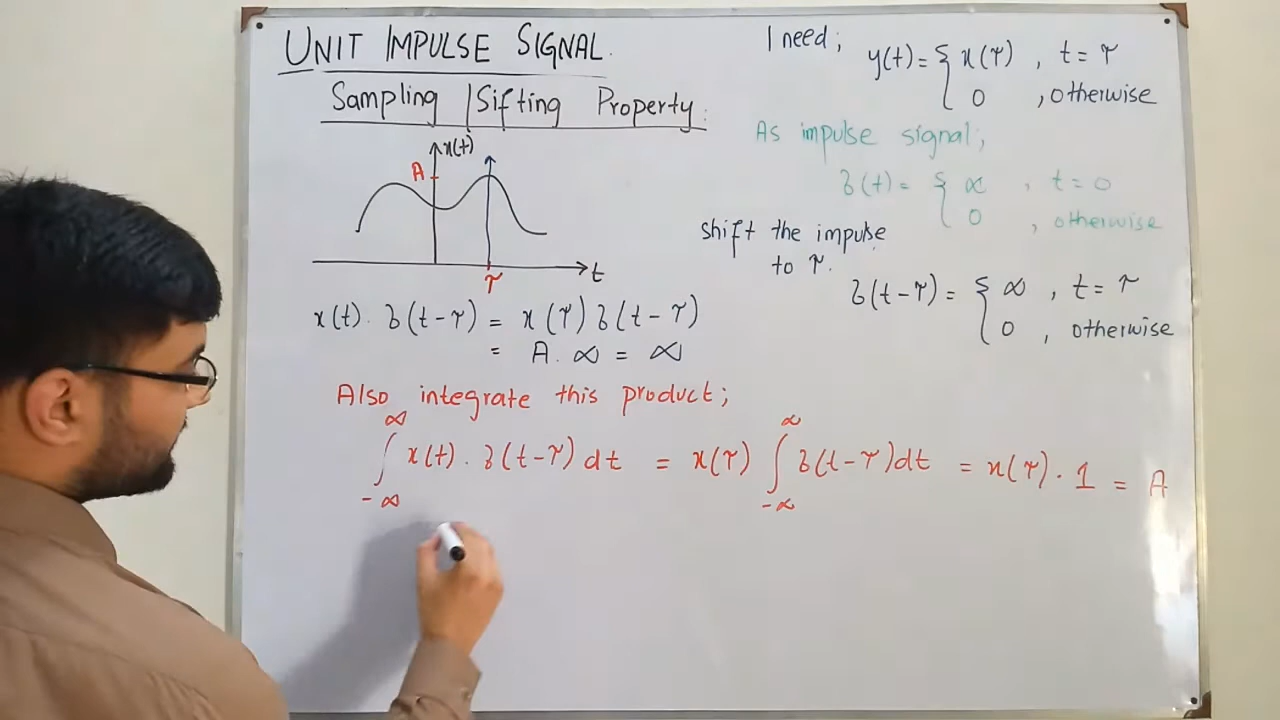 UNIT IMPULSE SIGNAL.
Sampling / Sifting Property:
x(t)
A
t
τ
x(t). δ(t-τ) = x(τ) δ(t-τ)
= A. ∞ = ∞
I need;
y(t) = { x(τ) , t = τ
0 , otherwise
As impulse signal;
δ(t) = { ∞ , t = 0
0 , otherwise
shift the impulse
to τ.
δ(t-τ) = { ∞ , t = τ
0 , otherwise
Also integrate this product;
∫_{-∞}^{∞} x(t). δ(t-τ) dt = x(τ) ∫_{-∞}^{∞} δ(t-τ)dt = x(τ). 1 = A